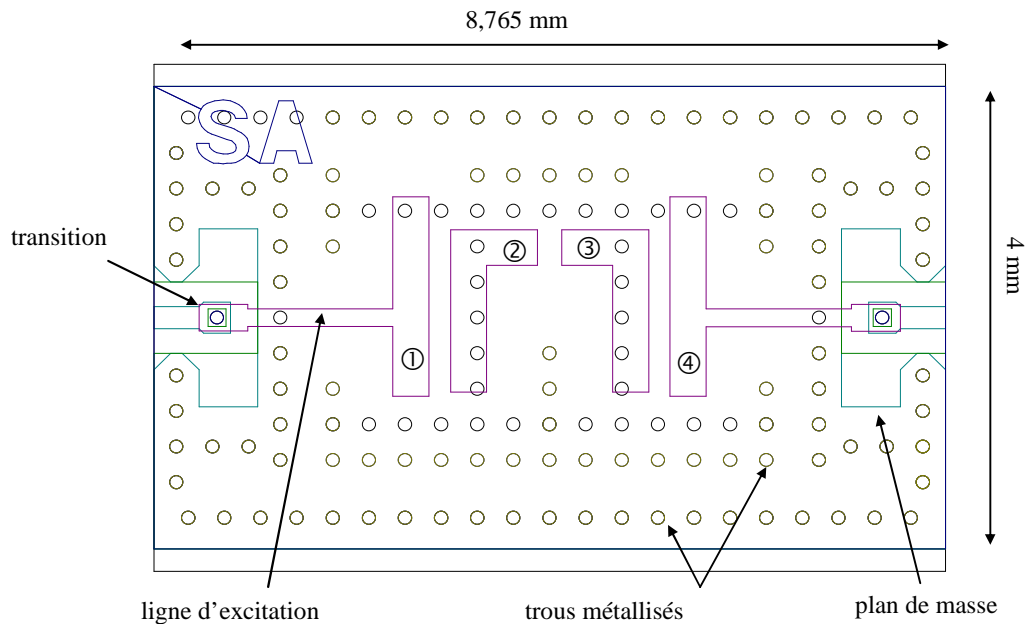 8,765 mm
SA
transition
②
③
4 mm
①
④
ligne d’excitation
trous métallisés
plan de masse